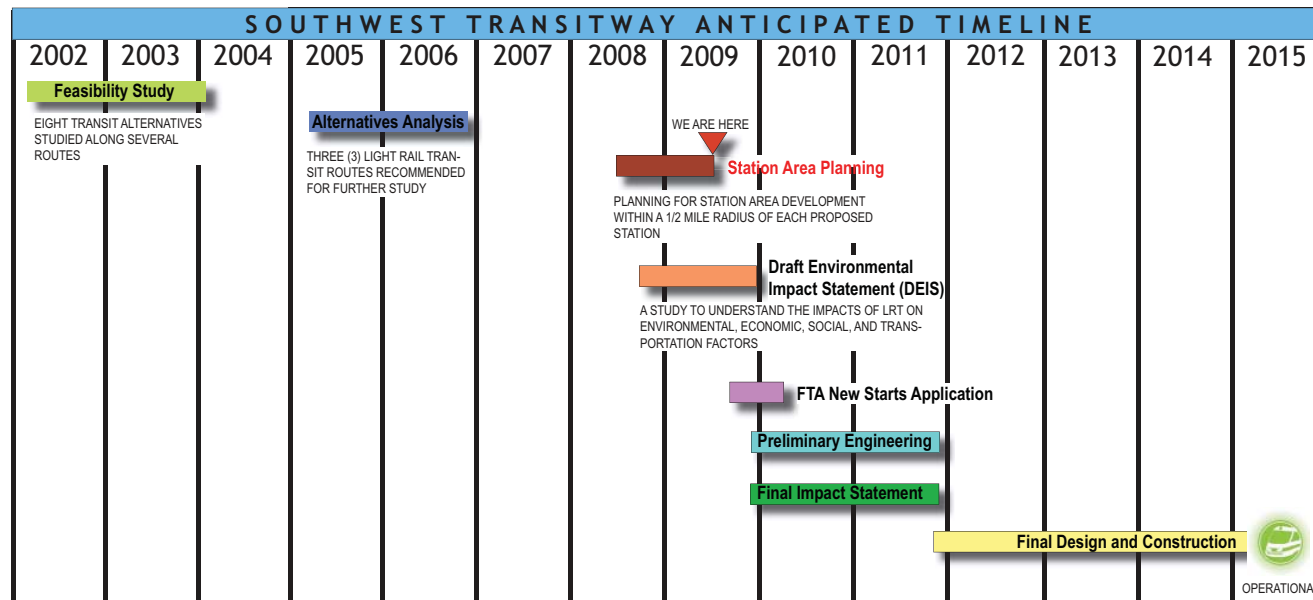 SOUTHWEST TRANSITWAY ANTICIPATED TIMELINE
2002 2003 2004 2005 2006 2007 2008 2009 2010 2011 2012 2013 2014 2015
Feasibility Study
EIGHT TRANSIT ALTERNATIVES
STUDIED ALONG SEVERAL
ROUTES
Alternatives Analysis
THREE (3) LIGHT RAIL TRAN-
SIT ROUTES RECOMMENDED
FOR FURTHER STUDY
WE ARE HERE
Station Area Planning
PLANNING FOR STATION AREA DEVELOPMENT
WITHIN A 1/2 MILE RADIUS OF EACH PROPOSED
STATION
Draft Environmental
Impact Statement (DEIS)
A STUDY TO UNDERSTAND THE IMPACTS OF LRT ON
ENVIRONMENTAL, ECONOMIC, SOCIAL, AND TRANS-
PORTATION FACTORS
FTA New Starts Application
Preliminary Engineering
Final Impact Statement
Final Design and Construction
OPERATIONA